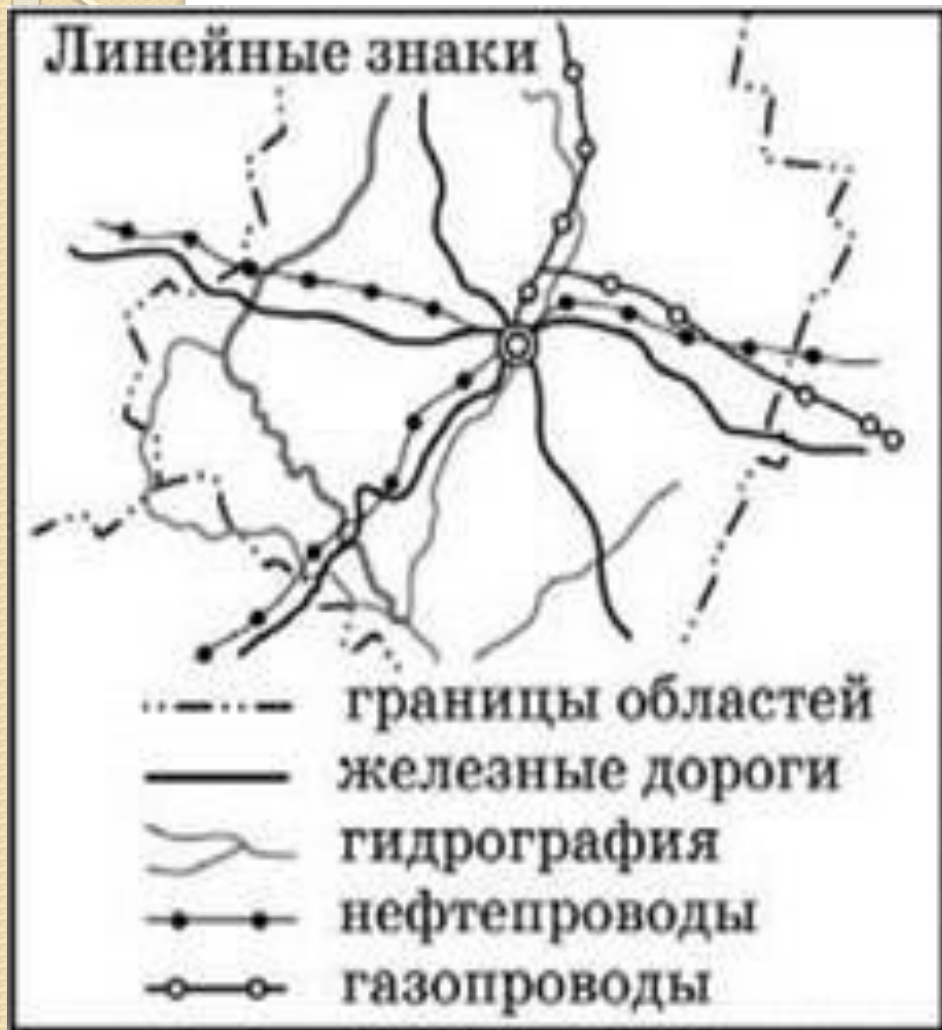 Линейные знаки
границы областей
железные дороги
гидрография
нефтепроводы
газопроводы